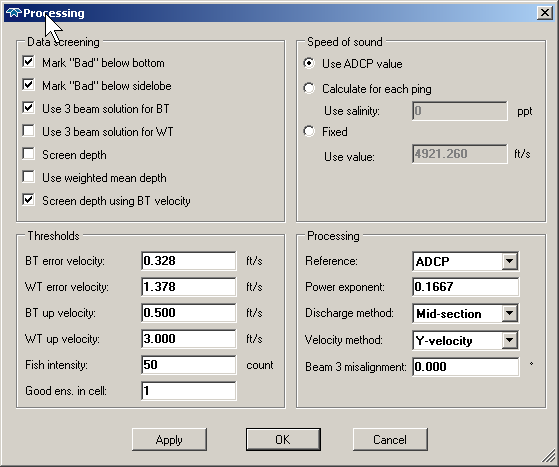 Processing
Data screening
Mark "Bad" below bottom
Mark "Bad" below sidelobe
Use 3 beam solution for BT
Use 3 beam solution for WT
Screen depth
Use weighted mean depth
Screen depth using BT velocity
Speed of sound
Use ADCP value
Calculate for each ping
Use salinity: 0 ppt
Fixed
Use value: 4921.260 ft/s
Thresholds
BT error velocity: 0.328 ft/s
WT error velocity: 1.378 ft/s
BT up velocity: 0.500 ft/s
WT up velocity: 3.000 ft/s
Fish intensity: 50 count
Good ens. in cell: 1
Processing
Reference: ADCP
Power exponent: 0.1667
Discharge method: Mid-section
Velocity method: Y-velocity
Beam 3 misalignment: 0.000 °
Apply
OK
Cancel